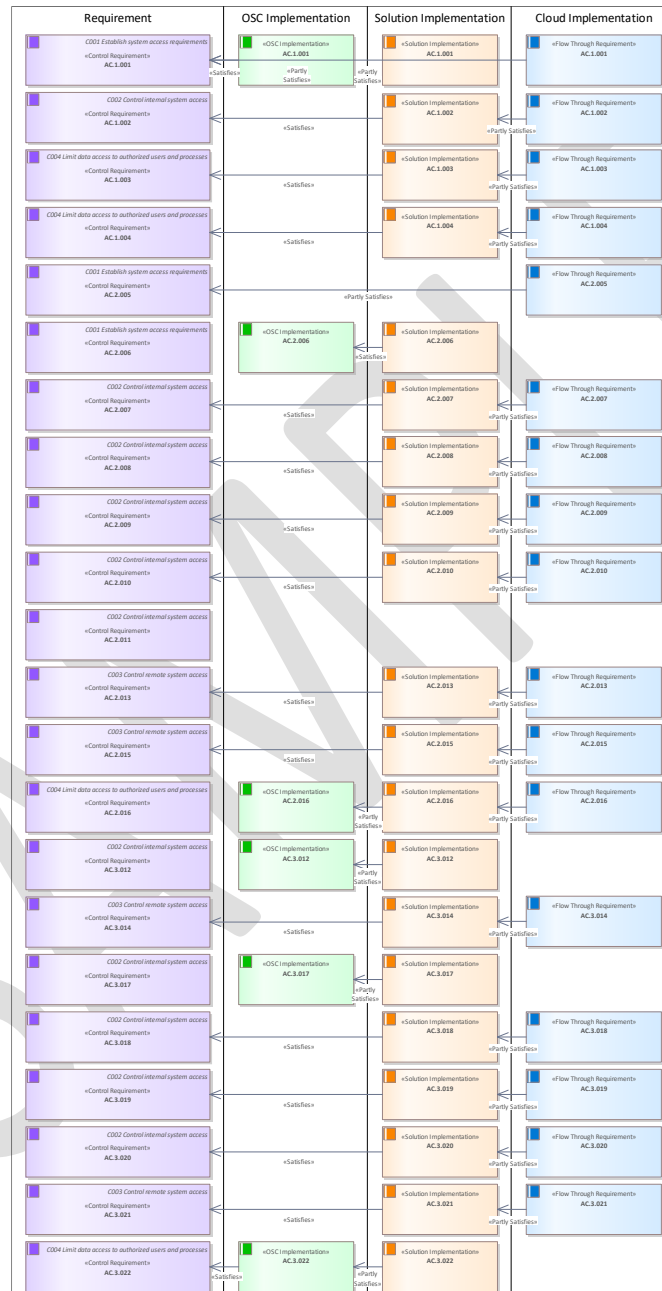 Requirement
OSC Implementation
Solution Implementation
Cloud Implementation
C001 Establish system access requirements
«Control Requirement»
AC.1.001
«OSC Implementation»
AC.1.001
«Solution Implementation»
AC.1.001
«Flow Through Requirement»
AC.1.001
«Satisfies»
«Partly
Satisfies»
«Partly
Satisfies»
C002 Control internal system access
«Control Requirement»
AC.1.002
«Solution Implementation»
AC.1.002
«Flow Through Requirement»
AC.1.002
«Satisfies»
«Partly Satisfies»
C004 Limit data access to authorized users and processes
«Control Requirement»
AC.1.003
«Solution Implementation»
AC.1.003
«Flow Through Requirement»
AC.1.003
«Satisfies»
«Partly Satisfies»
C004 Limit data access to authorized users and processes
«Control Requirement»
AC.1.004
«Solution Implementation»
AC.1.004
«Flow Through Requirement»
AC.1.004
«Satisfies»
«Partly Satisfies»
C001 Establish system access requirements
«Control Requirement»
AC.2.005
«Flow Through Requirement»
AC.2.005
«Partly Satisfies»
C001 Establish system access requirements
«Control Requirement»
AC.2.006
«OSC Implementation»
AC.2.006
«Solution Implementation»
AC.2.006
«Satisfies»
C002 Control internal system access
«Control Requirement»
AC.2.007
«Solution Implementation»
AC.2.007
«Flow Through Requirement»
AC.2.007
«Satisfies»
«Partly Satisfies»
C002 Control internal system access
«Control Requirement»
AC.2.008
«Solution Implementation»
AC.2.008
«Flow Through Requirement»
AC.2.008
«Satisfies»
«Partly Satisfies»
C002 Control internal system access
«Control Requirement»
AC.2.009
«Solution Implementation»
AC.2.009
«Flow Through Requirement»
AC.2.009
«Satisfies»
«Partly Satisfies»
C002 Control internal system access
«Control Requirement»
AC.2.010
«Solution Implementation»
AC.2.010
«Flow Through Requirement»
AC.2.010
«Satisfies»
«Partly Satisfies»
C002 Control internal system access
«Control Requirement»
AC.2.011
C003 Control remote system access
«Control Requirement»
AC.2.013
«Solution Implementation»
AC.2.013
«Flow Through Requirement»
AC.2.013
«Satisfies»
«Partly Satisfies»
C003 Control remote system access
«Control Requirement»
AC.2.015
«Solution Implementation»
AC.2.015
«Flow Through Requirement»
AC.2.015
«Satisfies»
«Partly Satisfies»
C004 Limit data access to authorized users and processes
«Control Requirement»
AC.2.016
«OSC Implementation»
AC.2.016
«Solution Implementation»
AC.2.016
«Flow Through Requirement»
AC.2.016
«Partly
Satisfies»
«Partly Satisfies»
C002 Control internal system access
«Control Requirement»
AC.3.012
«OSC Implementation»
AC.3.012
«Solution Implementation»
AC.3.012
«Partly
Satisfies»
C003 Control remote system access
«Control Requirement»
AC.3.014
«Solution Implementation»
AC.3.014
«Flow Through Requirement»
AC.3.014
«Satisfies»
«Partly Satisfies»
C002 Control internal system access
«Control Requirement»
AC.3.017
«OSC Implementation»
AC.3.017
«Solution Implementation»
AC.3.017
«Partly
Satisfies»
C002 Control internal system access
«Control Requirement»
AC.3.018
«Solution Implementation»
AC.3.018
«Flow Through Requirement»
AC.3.018
«Satisfies»
«Partly Satisfies»
C002 Control internal system access
«Control Requirement»
AC.3.019
«Solution Implementation»
AC.3.019
«Flow Through Requirement»
AC.3.019
«Satisfies»
«Partly Satisfies»
C002 Control internal system access
«Control Requirement»
AC.3.020
«Solution Implementation»
AC.3.020
«Flow Through Requirement»
AC.3.020
«Satisfies»
«Partly Satisfies»
C003 Control remote system access
«Control Requirement»
AC.3.021
«Solution Implementation»
AC.3.021
«Flow Through Requirement»
AC.3.021
«Satisfies»
«Partly Satisfies»
C004 Limit data access to authorized users and processes
«Control Requirement»
AC.3.022
«OSC Implementation»
AC.3.022
«Solution Implementation»
AC.3.022
«Satisfies»
«Partly
Satisfies»